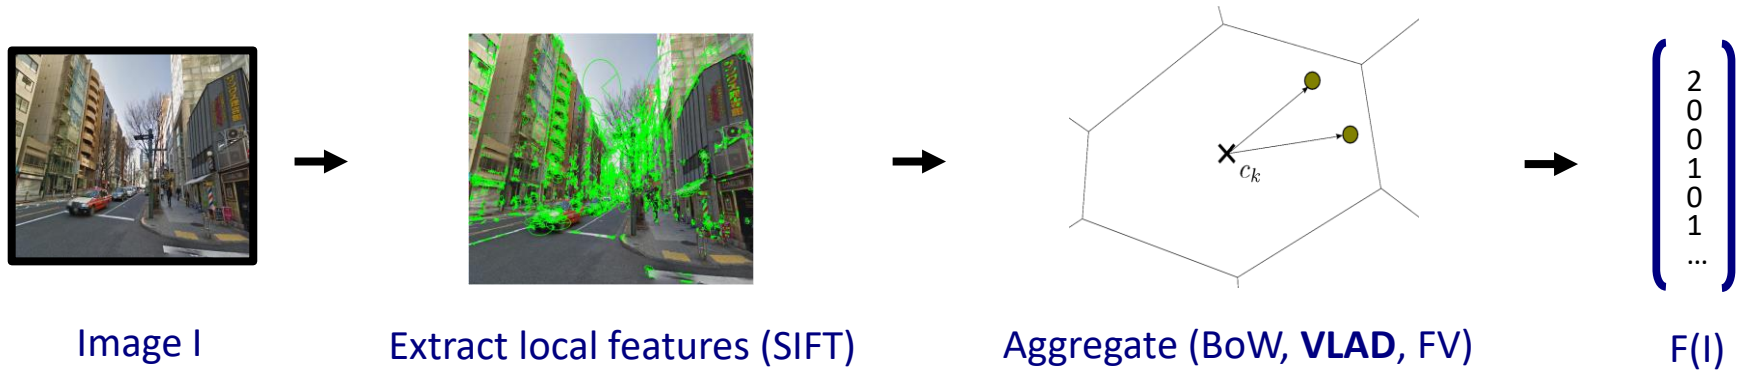 c_k
2
0
0
1
0
1
...
Image I
Extract local features (SIFT)
Aggregate (BoW, VLAD, FV)
F(I)